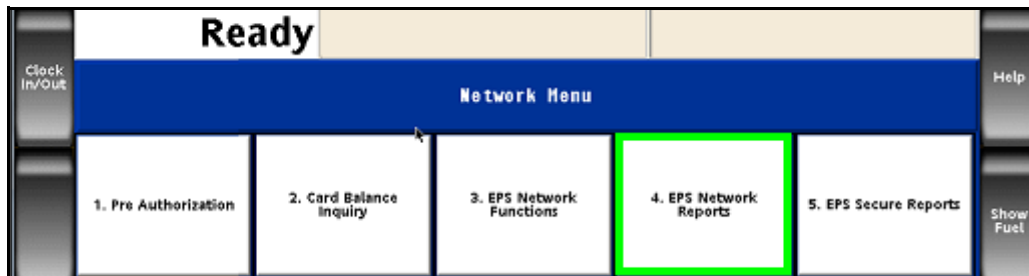 Ready
Clock
In/Out
Help
Network Menu
1. Pre Authorization
2. Card Balance
Inquiry
3. EPS Network
Functions
4. EPS Network
Reports
5. EPS Secure Reports
Show
Fuel